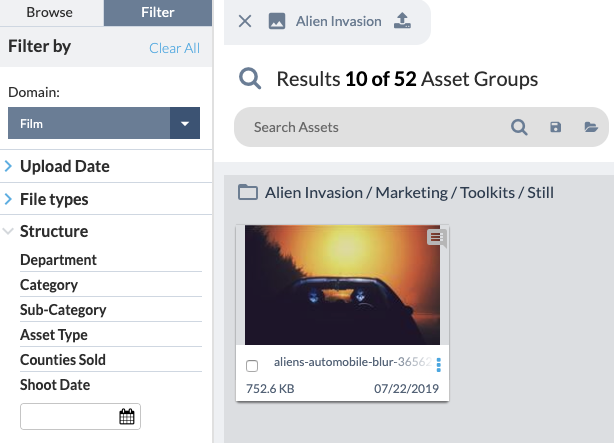 Browse
Filter
Filter by
Clear All
Domain:
Film
Upload Date
File types
Structure
Department
Category
Sub-Category
Asset Type
Counties Sold
Shoot Date
Alien Invasion
Results 10 of 52 Asset Groups
Search Assets
Alien Invasion / Marketing / Toolkits / Still
aliens-automobile-blur-36562
752.6 KB
07/22/2019